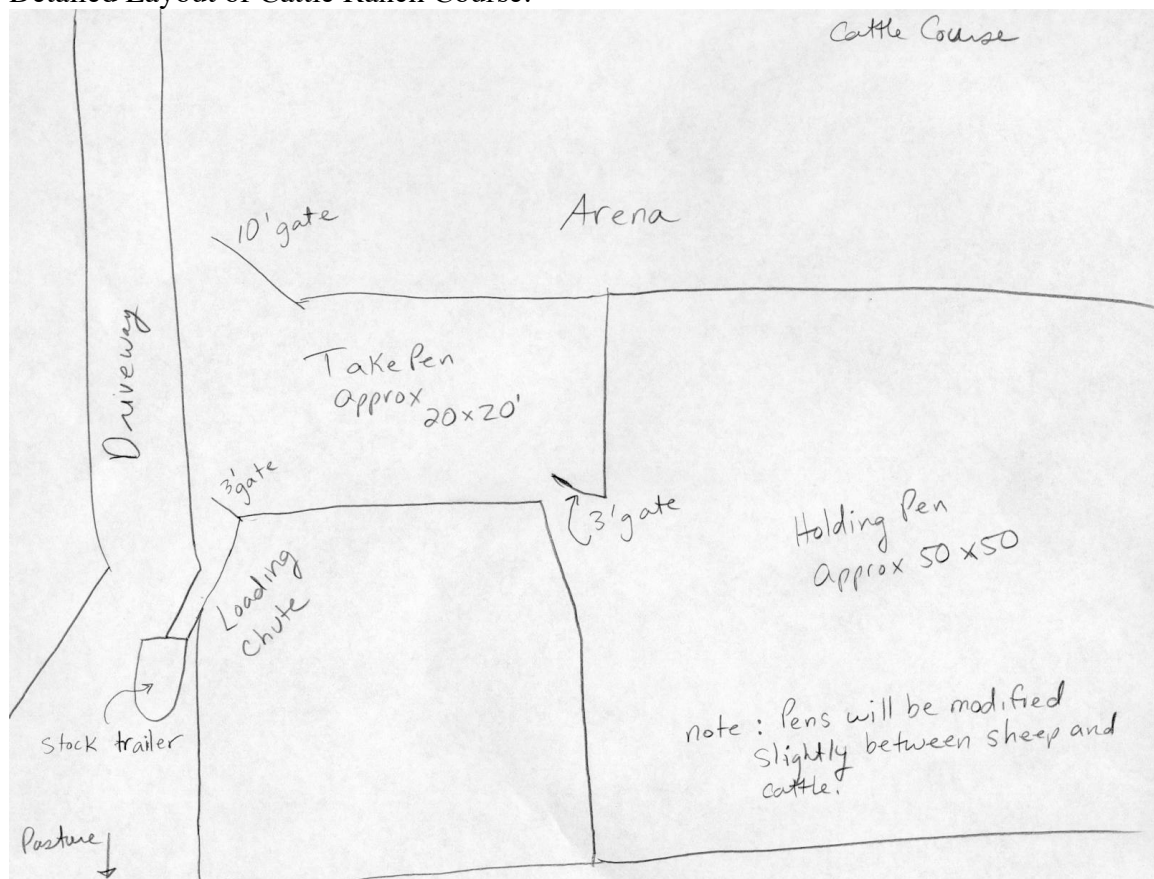 Detailed Layout of Cattle Ranch Course:
Cattle Course
10' gate
Arena
Driveway
Take Pen
approx
20x20'
3' gate
3' gate
Holding Pen
approx 50 x 50
Loading
Chute
Stock trailer
note: Pens will be modified
slightly between sheep and
cattle.
Pasture